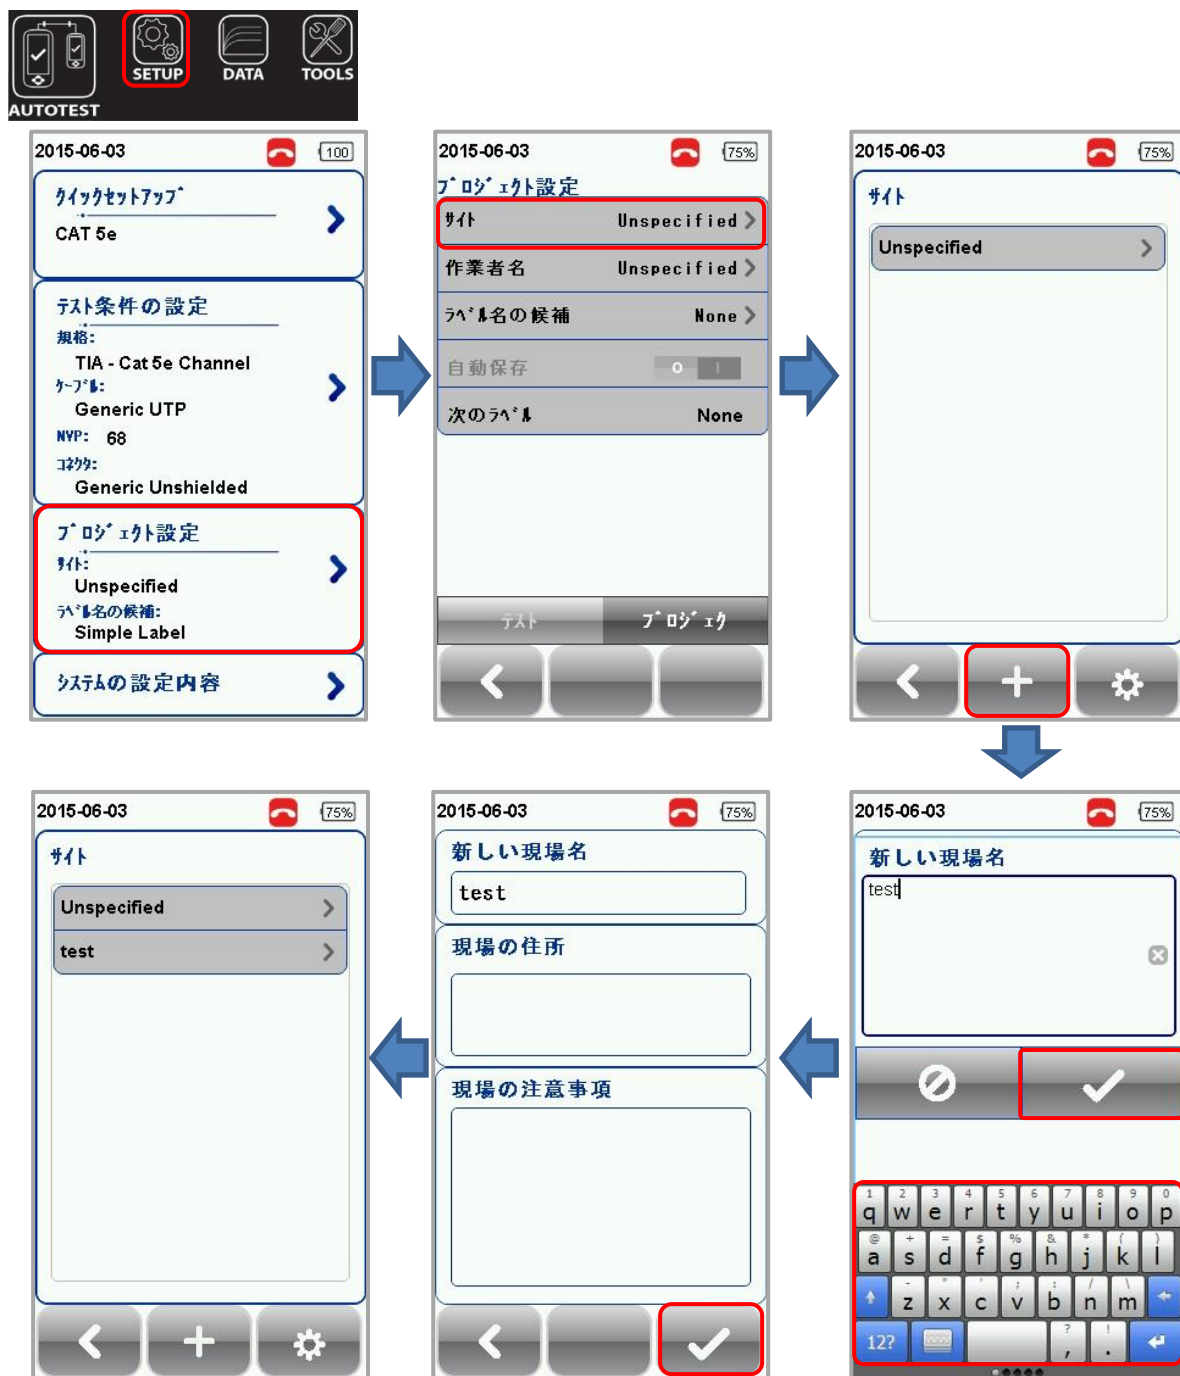 AUTOTEST
SETUP
DATA
TOOLS
2015-06-03
100
ｸｲｯｸｾｯﾄｱｯﾌﾟ
CAT 5e
ﾃｽﾄ条件の設定
規格:
TIA - Cat 5e Channel
ｹｰﾌﾞﾙ:
Generic UTP
NVP: 68
ｺﾈｸﾀ:
Generic Unshielded
ﾌﾟﾛｼﾞｪｸﾄ設定
ｻｲﾄ:
Unspecified
ﾗﾍﾞﾙ名の候補:
Simple Label
ｼｽﾃﾑの設定内容
2015-06-03
75%
ﾌﾟﾛｼﾞｪｸﾄ設定
ｻｲﾄ Unspecified
作業者名 Unspecified
ﾗﾍﾞﾙ名の候補 None
自動保存 O I
次のﾗﾍﾞﾙ None
ﾃｽﾄ ﾌﾟﾛｼﾞｪｸ
2015-06-03
75%
ｻｲﾄ
Unspecified
2015-06-03
75%
新しい現場名
test
1 2 3 4 5 6 7 8 9 0
q w e r t y u i o p
@ + = $ % & * ( )
a s d f g h j k l
- " ' ; : / \
z x c v b n m
? !
12? , .
2015-06-03
75%
新しい現場名
test
現場の住所
現場の注意事項
2015-06-03
75%
ｻｲﾄ
Unspecified
test